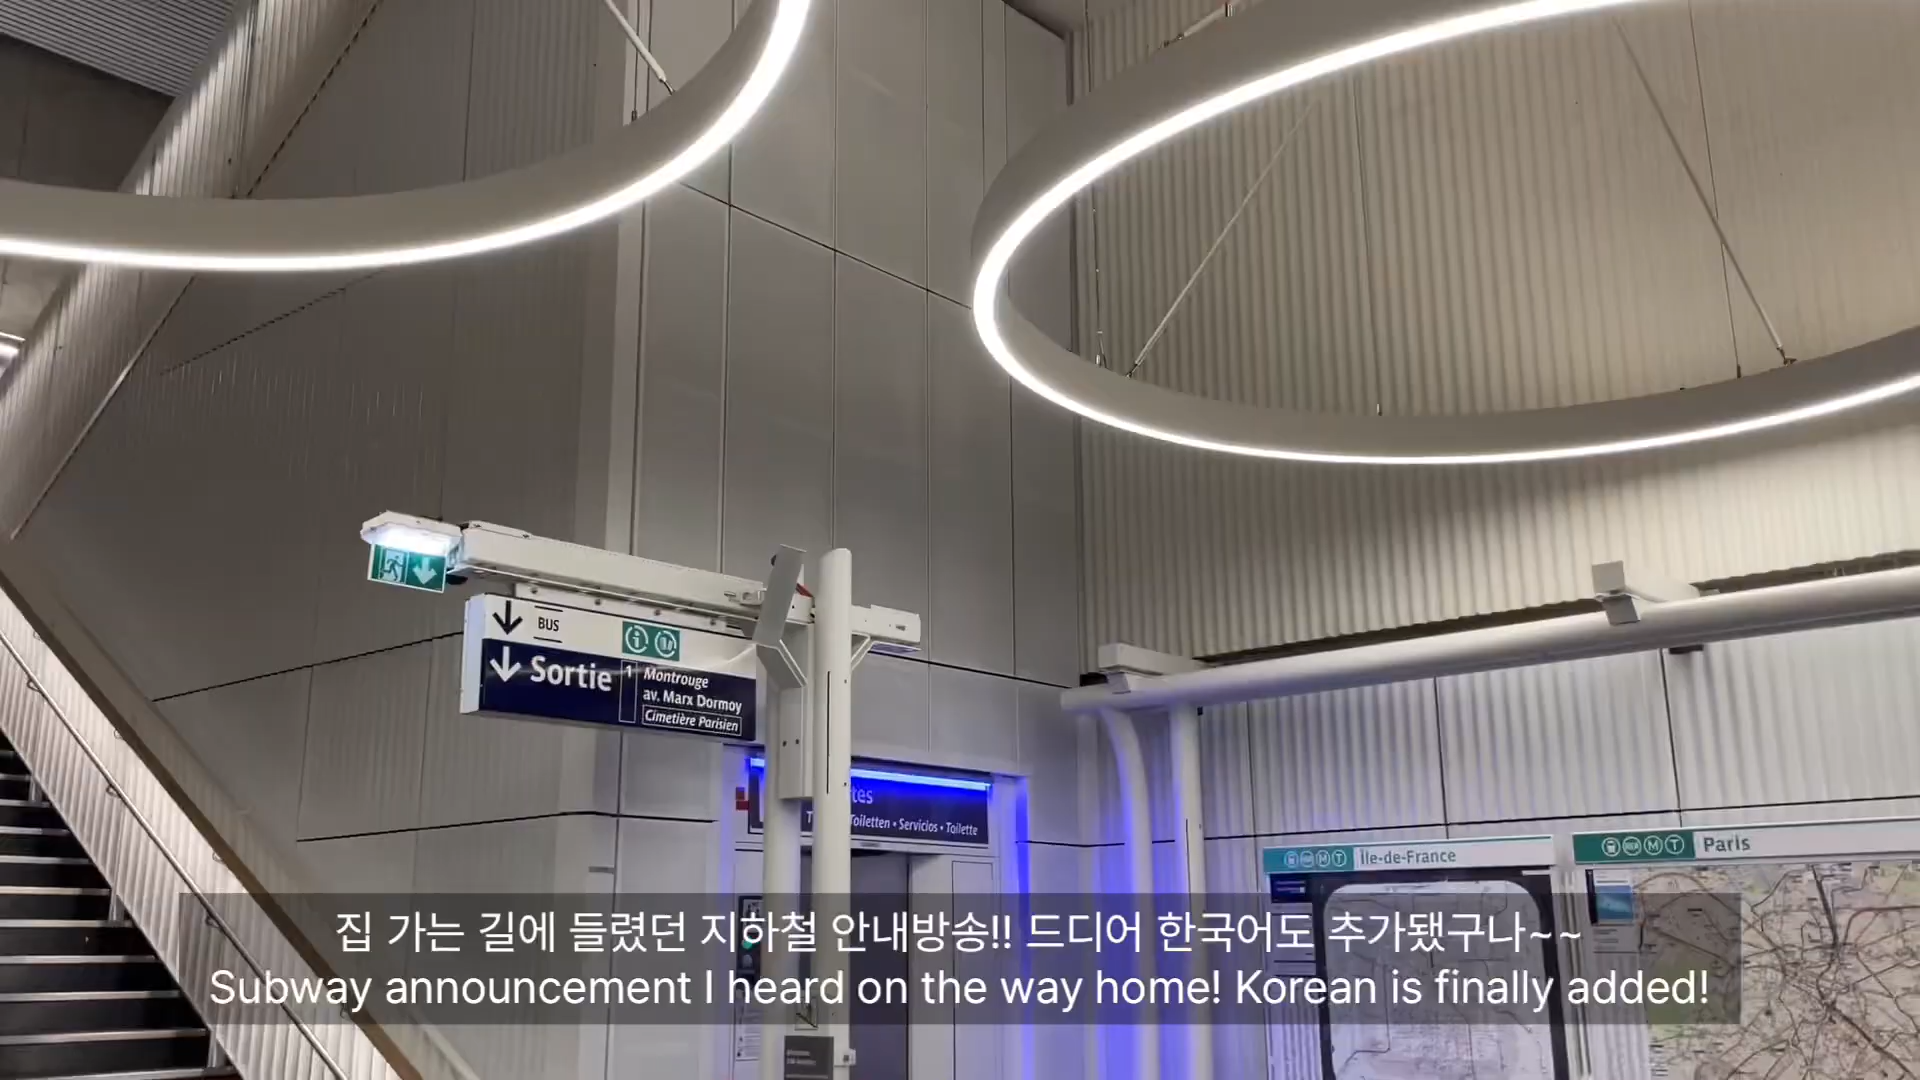 BUS
Sortie
1
Montrouge
av. Marx Dormoy
Cimetière Parisien
Toiletten • Servicios • Toilette
Île-de-France
Paris
집 가는 길에 들렸던 지하철 안내방송!! 드디어 한국어도 추가됐구나~~
Subway announcement I heard on the way home! Korean is finally added!